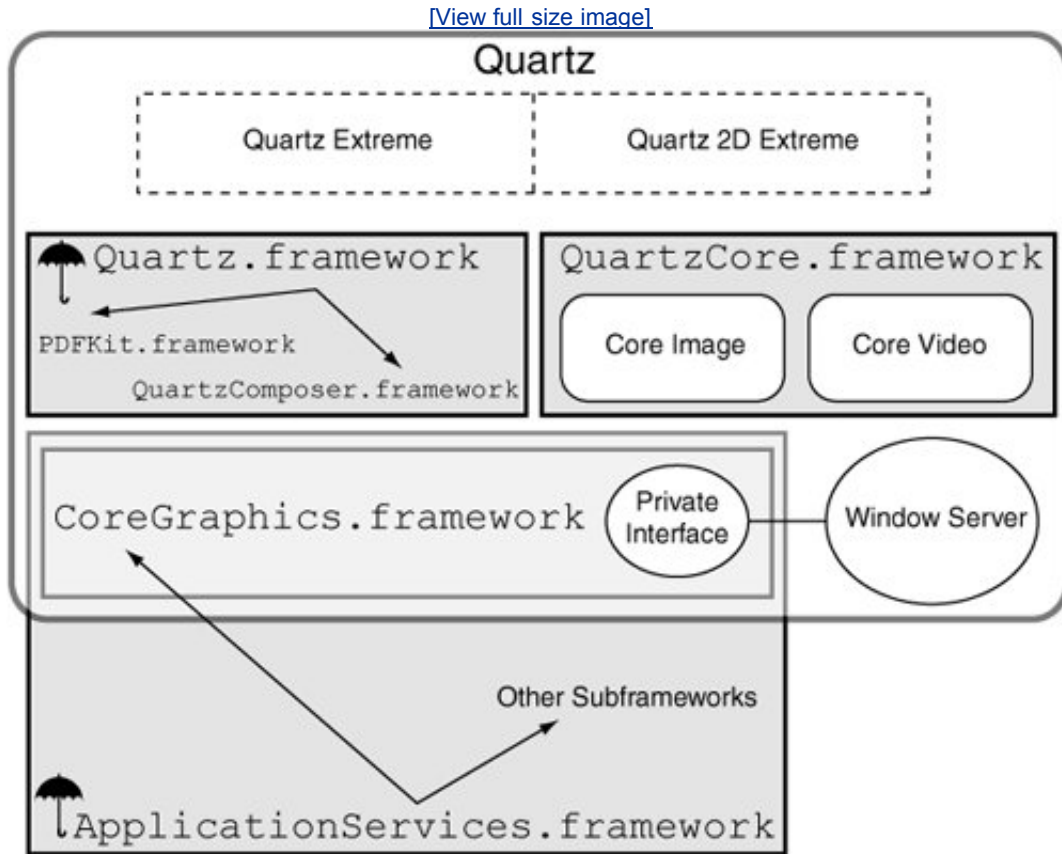 [View full size image]
Quartz
Quartz Extreme
Quartz 2D Extreme
Quartz.framework
PDFKit.framework
QuartzComposer.framework
QuartzCore.framework
Core Image
Core Video
CoreGraphics.framework
Private
Interface
Window Server
Other Subframeworks
ApplicationServices.framework